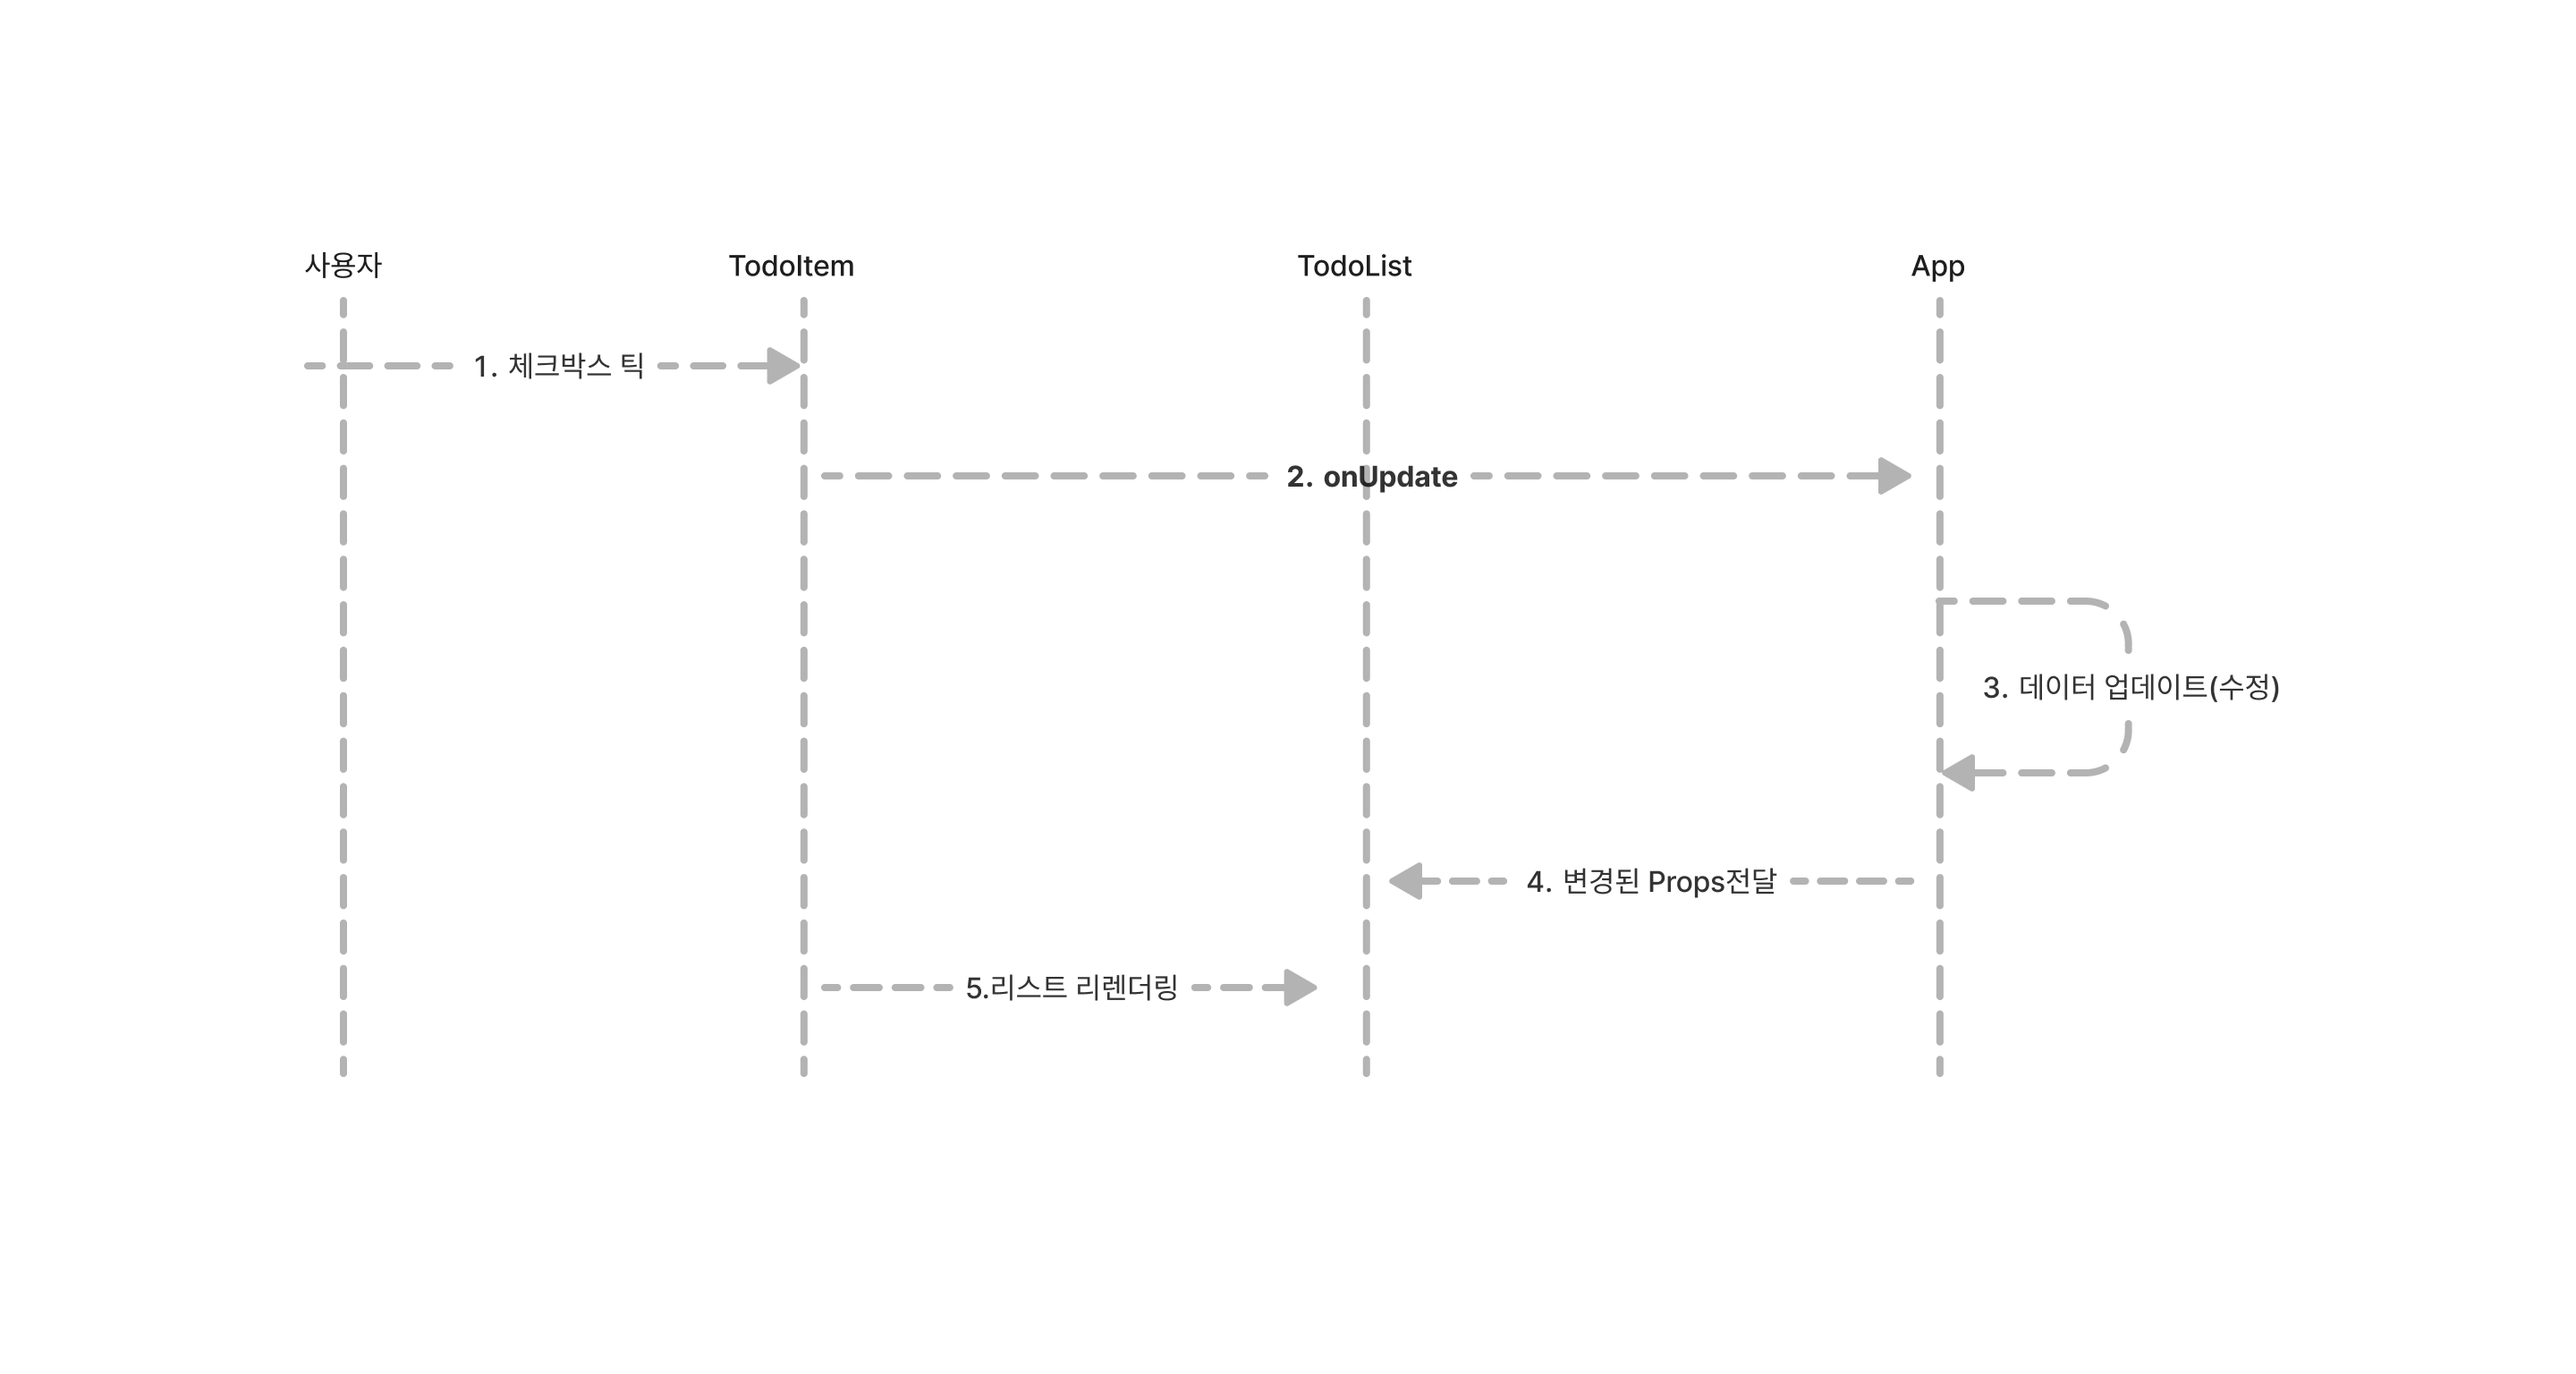 사용자
TodoItem
TodoList
App
1. 체크박스 틱
2. onUpdate
3. 데이터 업데이트(수정)
4. 변경된 Props전달
5.리스트 리렌더링